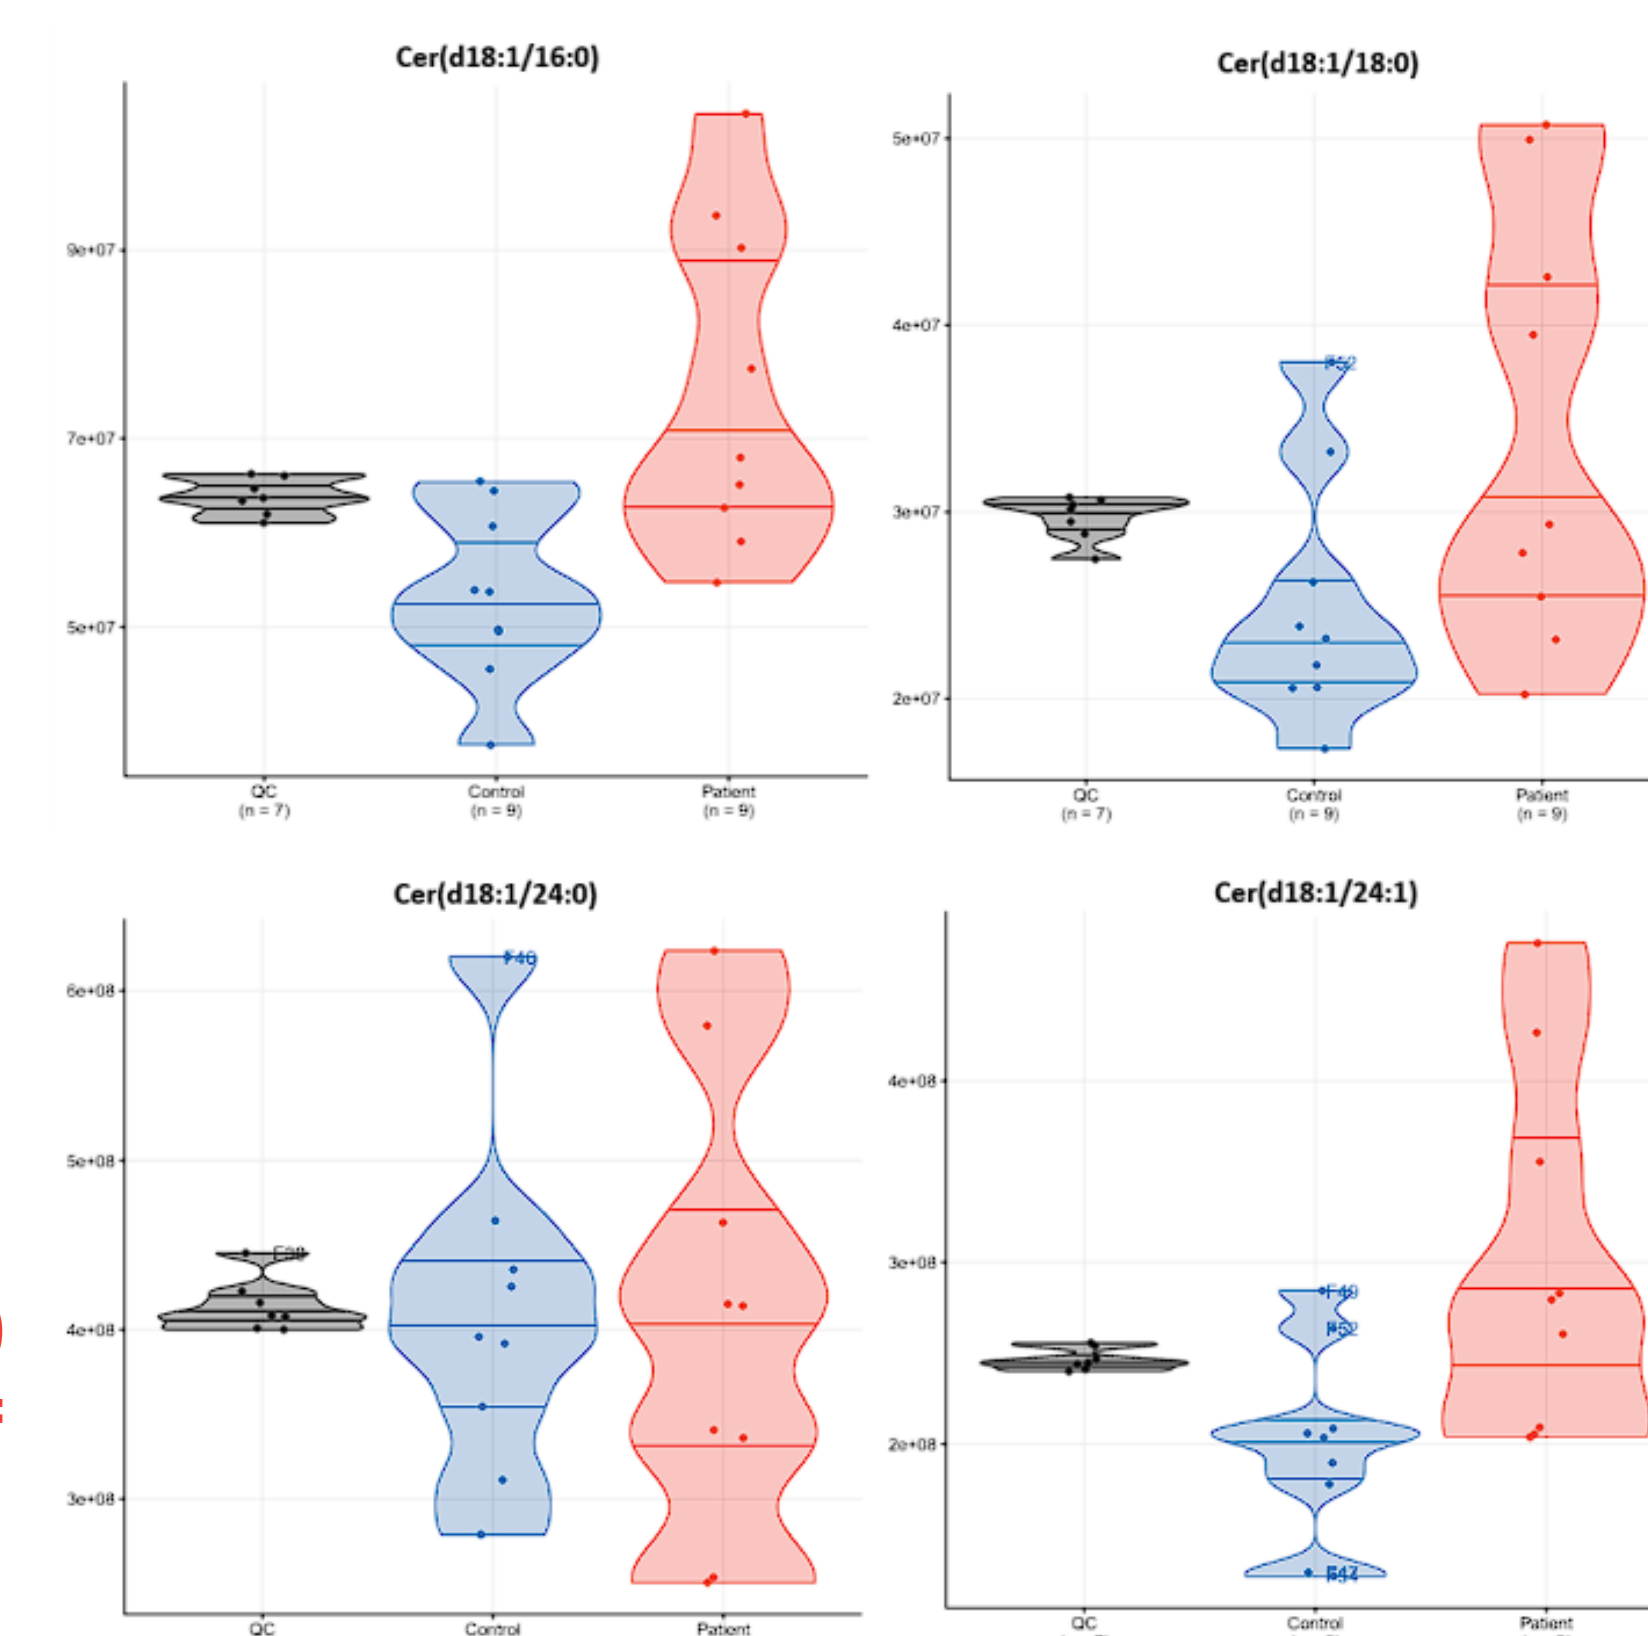 Cer(d18:1/16:0)
9e+07
7e+07
5e+07
QC
(n = 7)
Control
(n = 9)
Patient
(n = 9)
Cer(d18:1/18:0)
5e+07
4e+07
3e+07
2e+07
F52
QC
(n = 7)
Control
(n = 9)
Patient
(n = 9)
Cer(d18:1/24:0)
6e+08
5e+08
4e+08
3e+08
QC
Control
Patient
Cer(d18:1/24:1)
4e+08
3e+08
2e+08
F49
F52
QC
Control
Patient